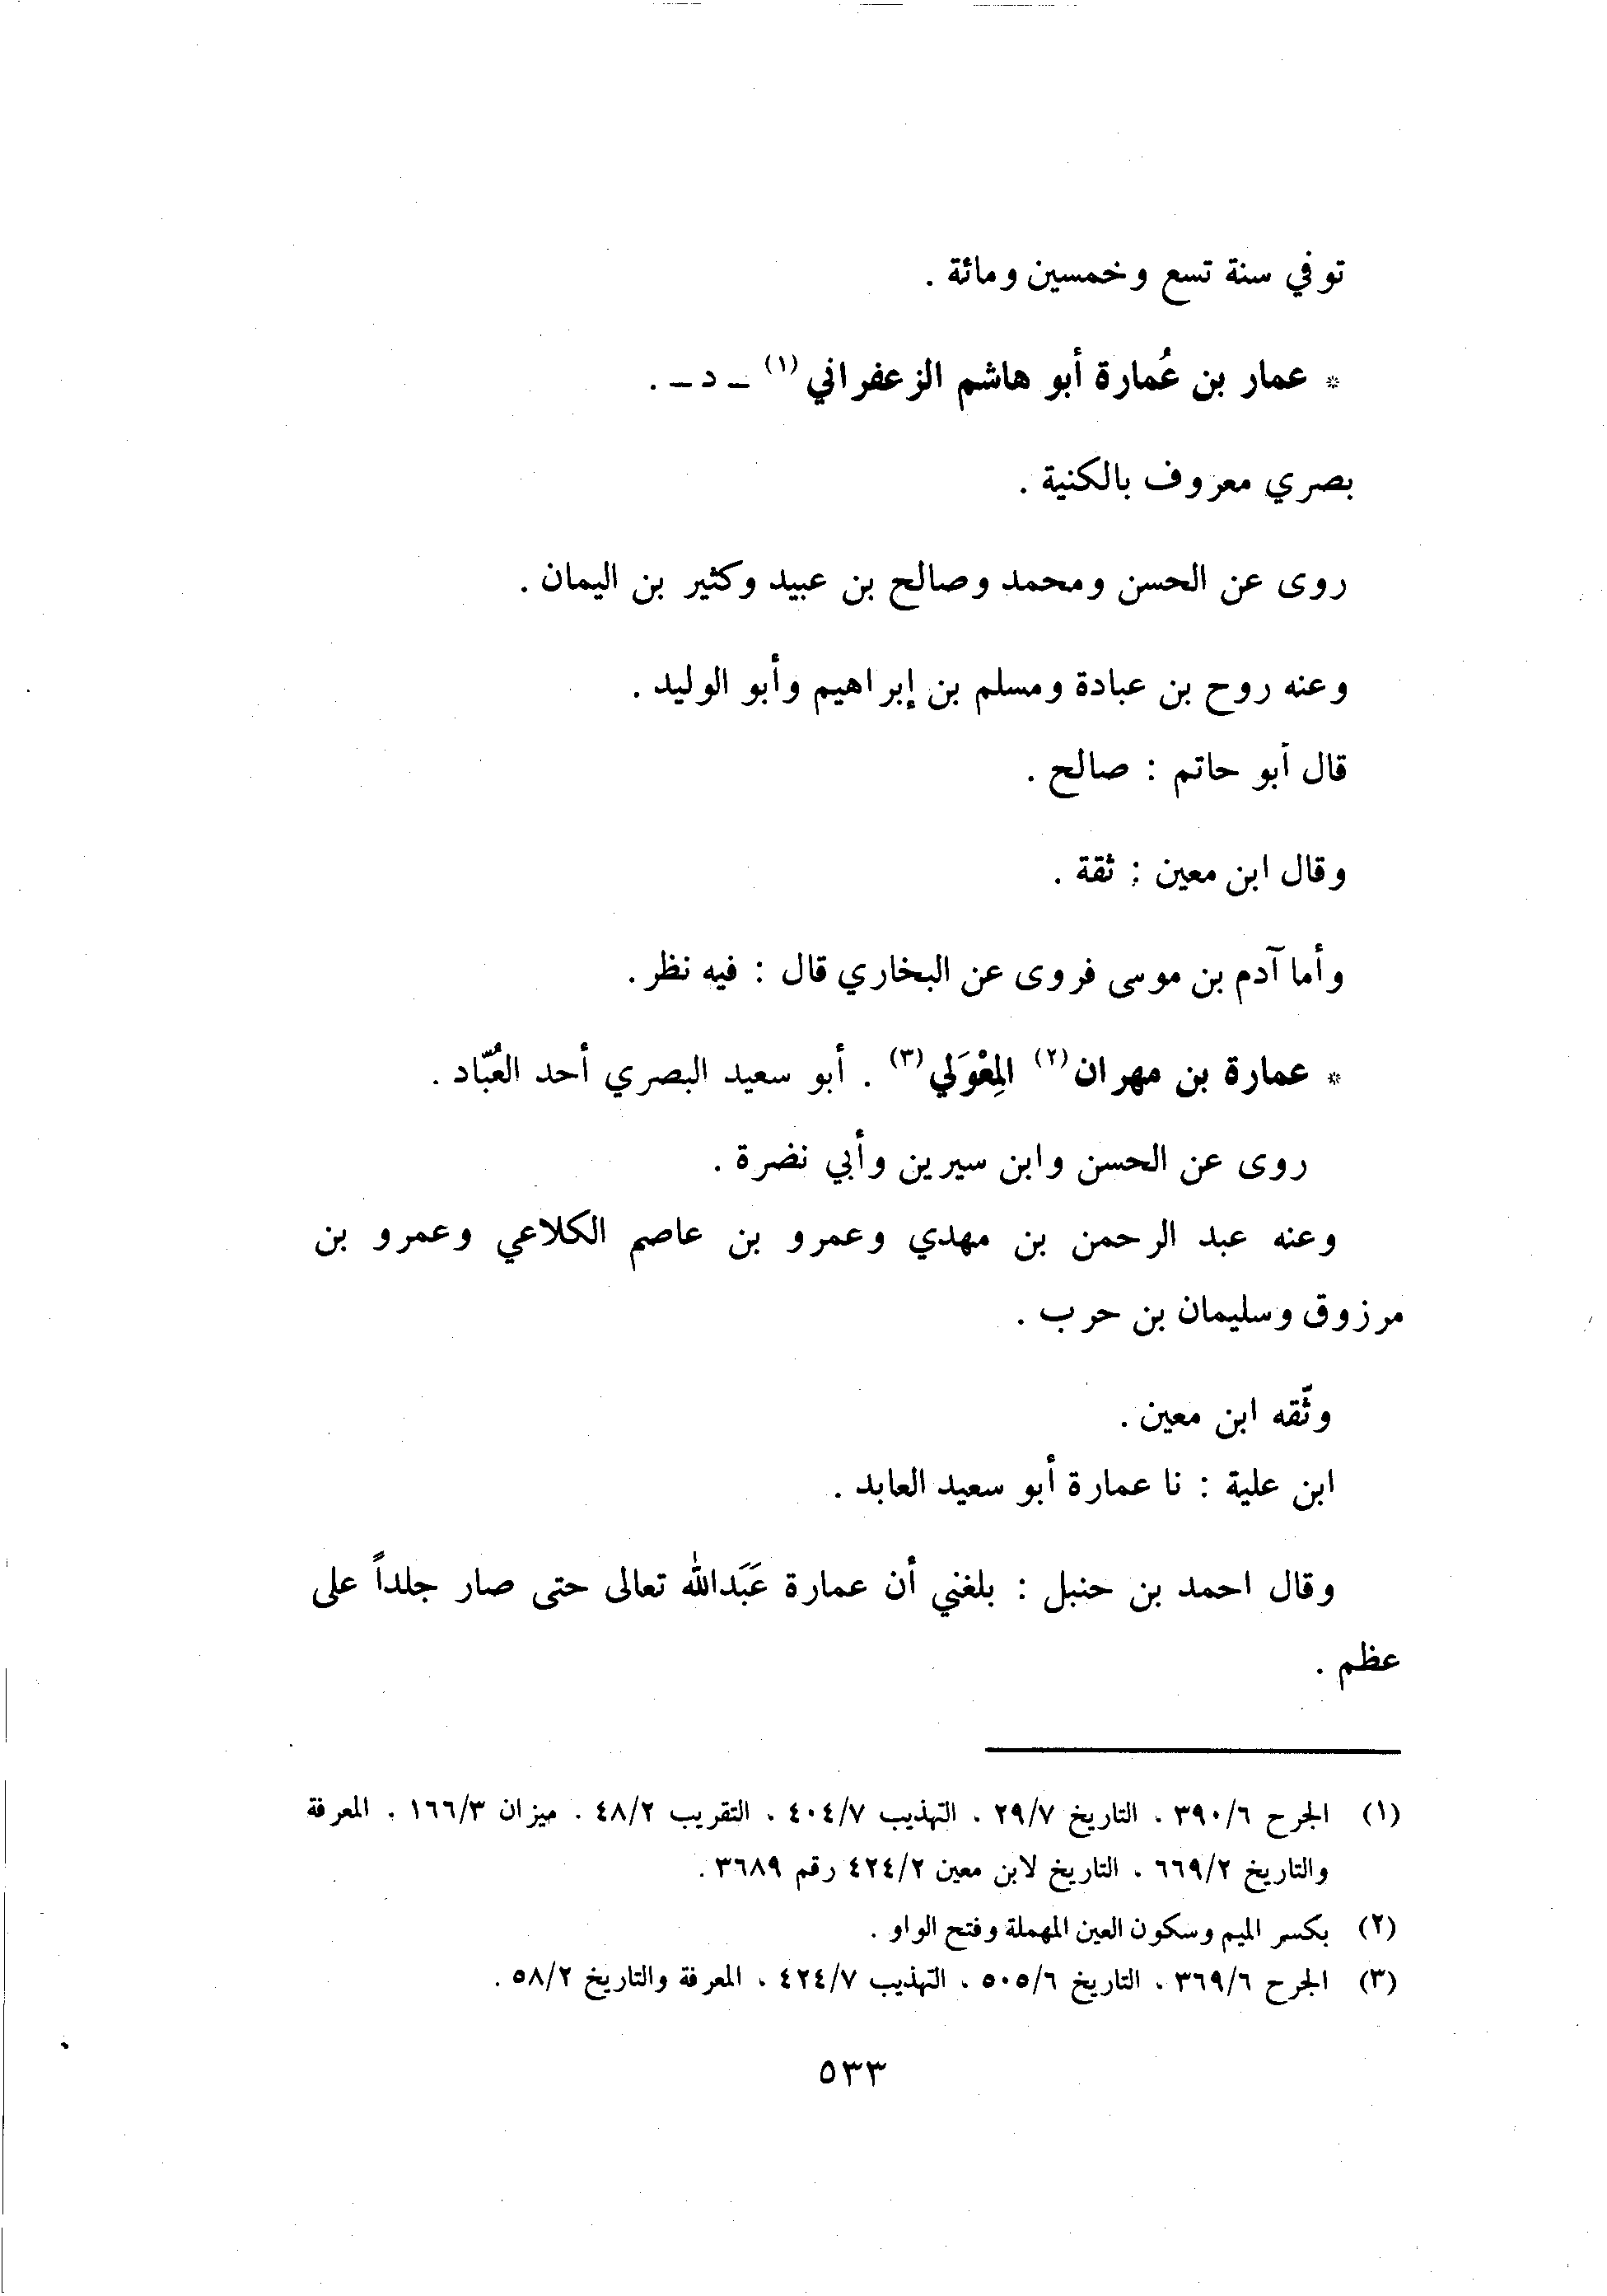 توفي سنة تسع وخمسين ومائة .
* عمار بن عُمارة أبو هاشم الزعفراني (١) ـ د ـ .
بصري معروف بالكنية .
روى عن الحسن ومحمد وصالح بن عبيد وكثير بن اليمان .
وعنه روح بن عبادة ومسلم بن إبراهيم وأبو الوليد .
قال أبو حاتم : صالح .
وقال ابن معين : ثقة .
وأما آدم بن موسى فروى عن البخاري قال : فيه نظر .
* عمارة بن مهران (٢) المِعْوَلي (٣) . أبو سعيد البصري أحد العُبّاد .
روى عن الحسن وابن سيرين وأبي نضرة .
وعنه عبد الرحمن بن مهدي وعمرو بن عاصم الكلاعي وعمرو بن
مرزوق وسليمان بن حرب .
وثّقه ابن معين .
ابن علية : نا عمارة أبو سعيد العابد .
وقال احمد بن حنبل : بلغني أن عمارة عَبَدالله تعالى حتى صار جلداً على
عظم .
(١) الجرح ٣٩٠/٦ ، التاريخ ٢٩/٧ ، التهذيب ٤٠٤/٧ ، التقريب ٤٨/٢ . ميزان ١٦٦/٣ ، المعرفة
والتاريخ ٦٦٩/٢ ، التاريخ لابن معين ٤٢٤/٢ رقم ٣٦٨٩ .
(٢) بكسر الميم وسكون العين المهملة وفتح الواو .
(٣) الجرح ٣٦٩/٦ ، التاريخ ٥٠٥/٦ ، التهذيب ٤٢٤/٧ ، المعرفة والتاريخ ٥٨/٢ .
٥٣٣